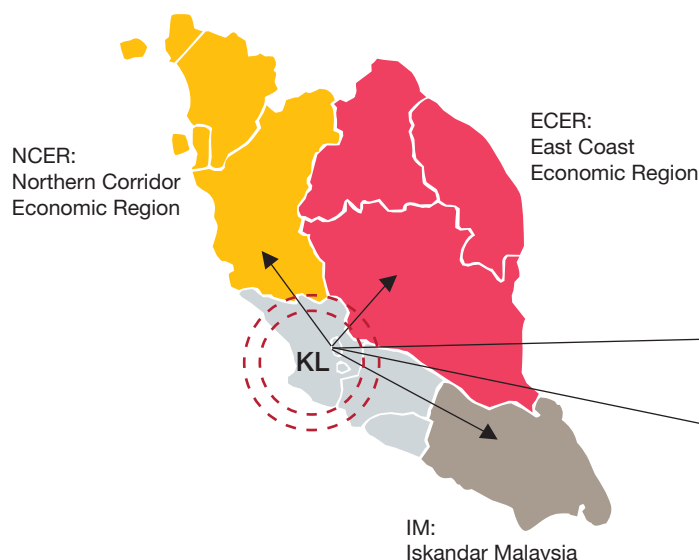 NCER:
Northern Corridor
Economic Region
ECER:
East Coast
Economic Region
KL
IM:
Iskandar Malaysia